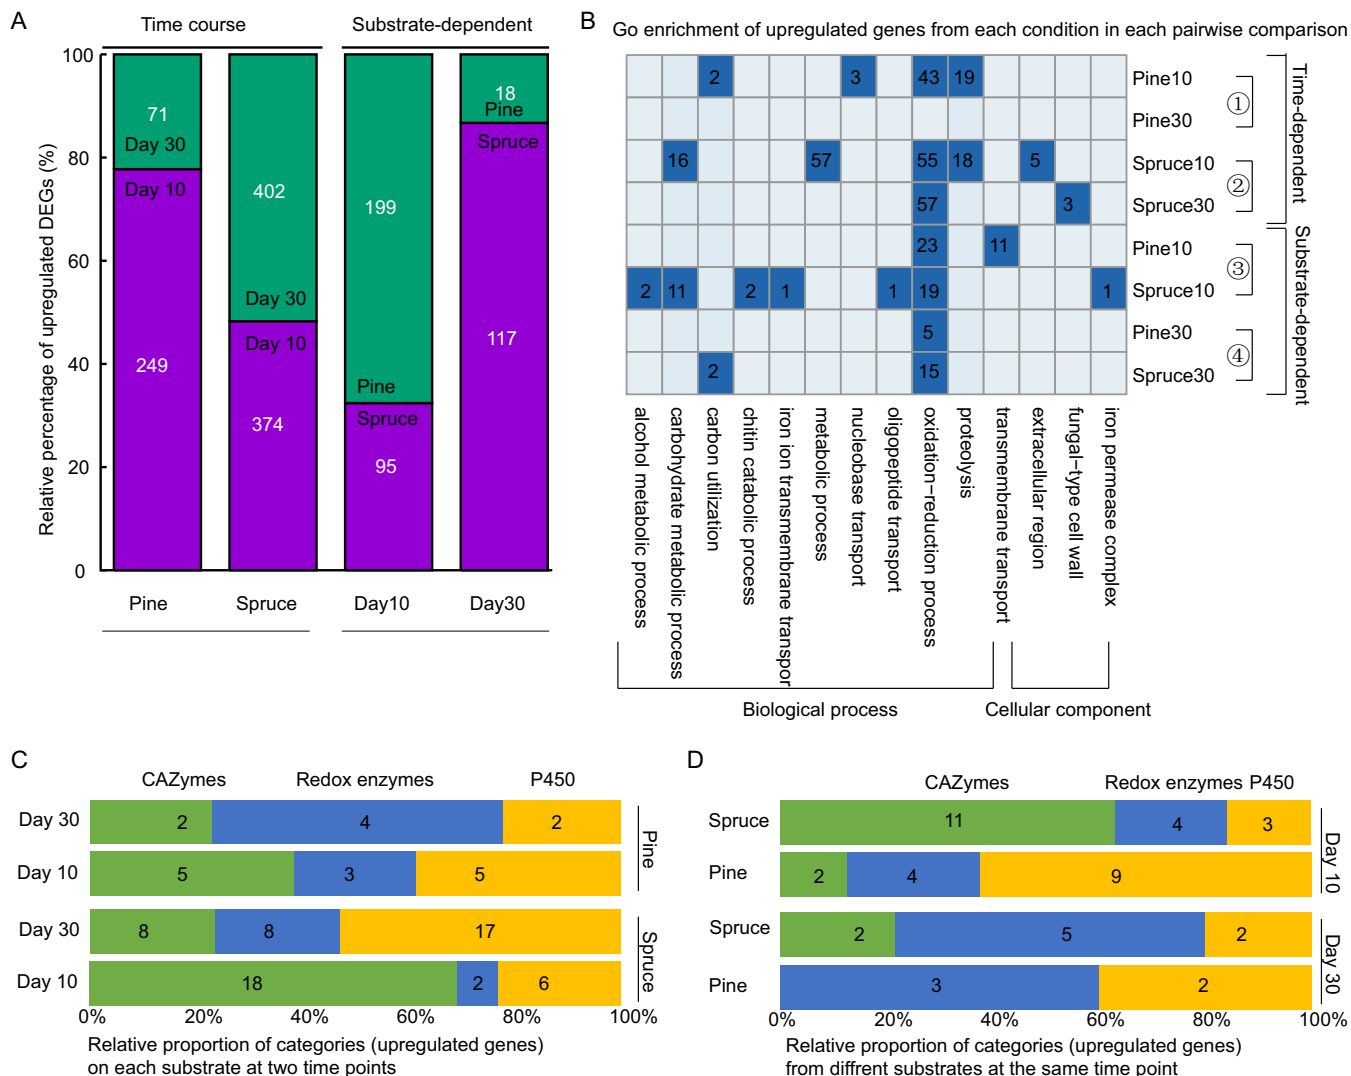 A
Time course
Substrate-dependent
Relative percentage of upregulated DEGs (%)
100
80
60
40
20
0
71
Day 30
Day 10
249
402
Day 30
Day 10
374
199
Pine
Spruce
95
18
Pine
Spruce
117
Pine
Spruce
Day10
Day30
B
Go enrichment of upregulated genes from each condition in each pairwise comparison
2 3 43 19 Pine10
Pine30
①
16 57 55 18 5 Spruce10
57 3 Spruce30
②
23 11 Pine10
2 11 2 1 1 19 1 Spruce10
③
5 Pine30
2 15 Spruce30
④
Time-dependent
Substrate-dependent
alcohol metabolic process
carbohydrate metabolic process
carbon utilization
chitin catabolic process
iron ion transmembrane transpor
metabolic process
nucleobase transport
oligopeptide transport
oxidation-reduction process
proteolysis
transmembrane transport
extracellular region
fungal-type cell wall
iron permease complex
Biological process
Cellular component
C
CAZymes Redox enzymes P450
Day 30 2 4 2
Day 10 5 3 5
Pine
Day 30 8 8 17
Day 10 18 2 6
Spruce
0% 20% 40% 60% 80% 100%
Relative proportion of categories (upregulated genes)
on each substrate at two time points
D
CAZymes Redox enzymes P450
Spruce 11 4 3
Pine 2 4 9
Day 10
Spruce 2 5 2
Pine 3 2
Day 30
0% 20% 40% 60% 80% 100%
Relative proportion of categories (upregulated genes)
from diffrent substrates at the same time point